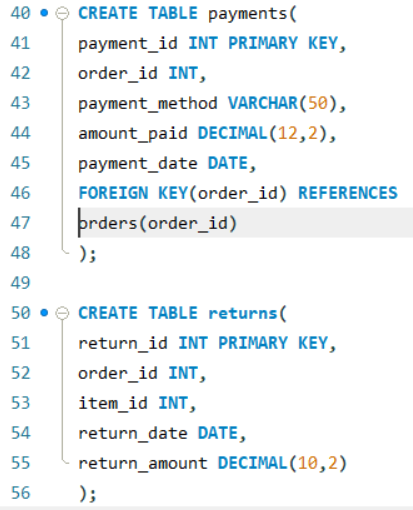 40 CREATE TABLE payments(
41 payment_id INT PRIMARY KEY,
42 order_id INT,
43 payment_method VARCHAR(50),
44 amount_paid DECIMAL(12,2),
45 payment_date DATE,
46 FOREIGN KEY(order_id) REFERENCES
47 orders(order_id)
48 );
49
50 CREATE TABLE returns(
51 return_id INT PRIMARY KEY,
52 order_id INT,
53 item_id INT,
54 return_date DATE,
55 return_amount DECIMAL(10,2)
56 );